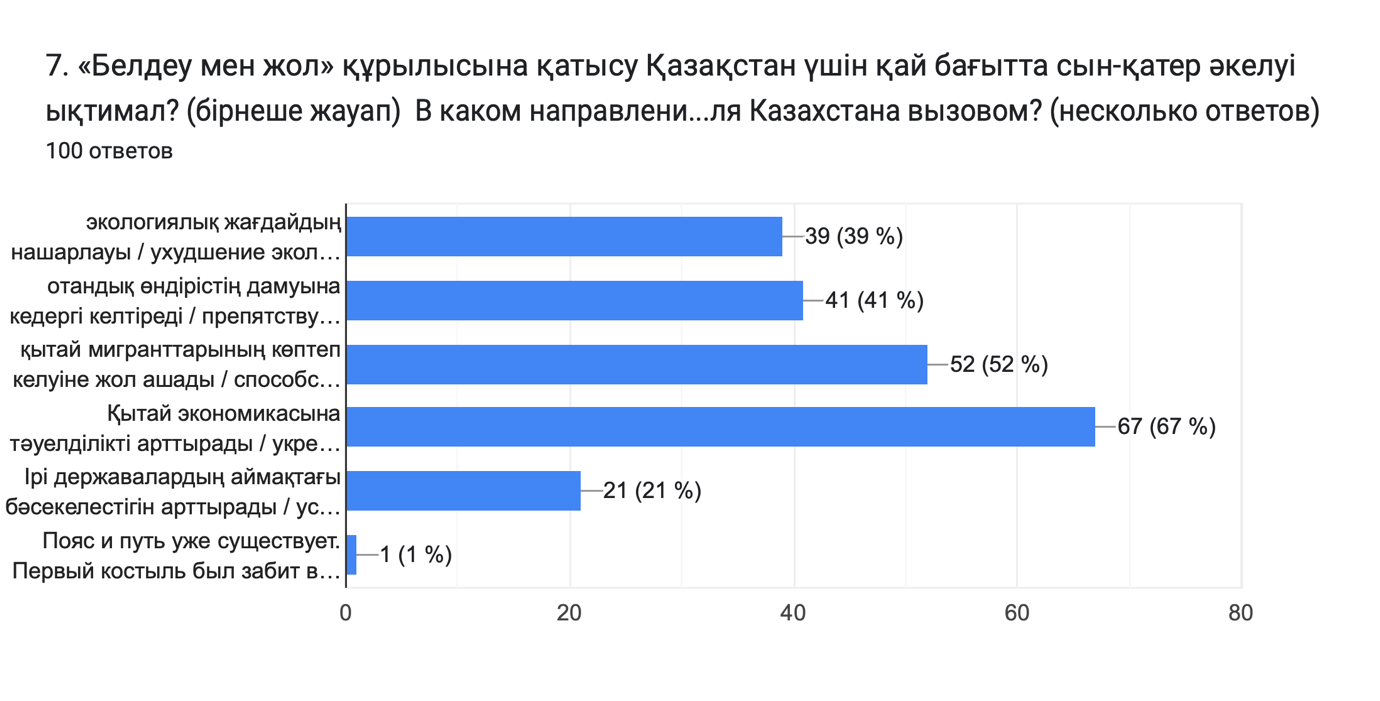 7. «Белдеу мен жол» құрылысына қатысу Қазақстан үшін қай бағытта сын-қатер әкелуі
ықтимал? (бірнеше жауап)  В каком направлени...ля Казахстана вызовом? (несколько ответов)
100 ответов
экологиялық жағдайдың
нашарлауы / ухудшение экол…
39 (39 %)
отандық өндірістің дамуына
кедергі келтіреді / препятству…
41 (41 %)
қытай мигранттарының көптеп
келуіне жол ашады / способс…
52 (52 %)
Қытай экономикасына
тәуелділікті арттырады / укре…
67 (67 %)
Ірі державалардың аймақтағы
бәсекелестігін арттырады / ус…
21 (21 %)
Пояс и путь уже существует.
Первый костыль был забит в…
1 (1 %)
0 20 40 60 80